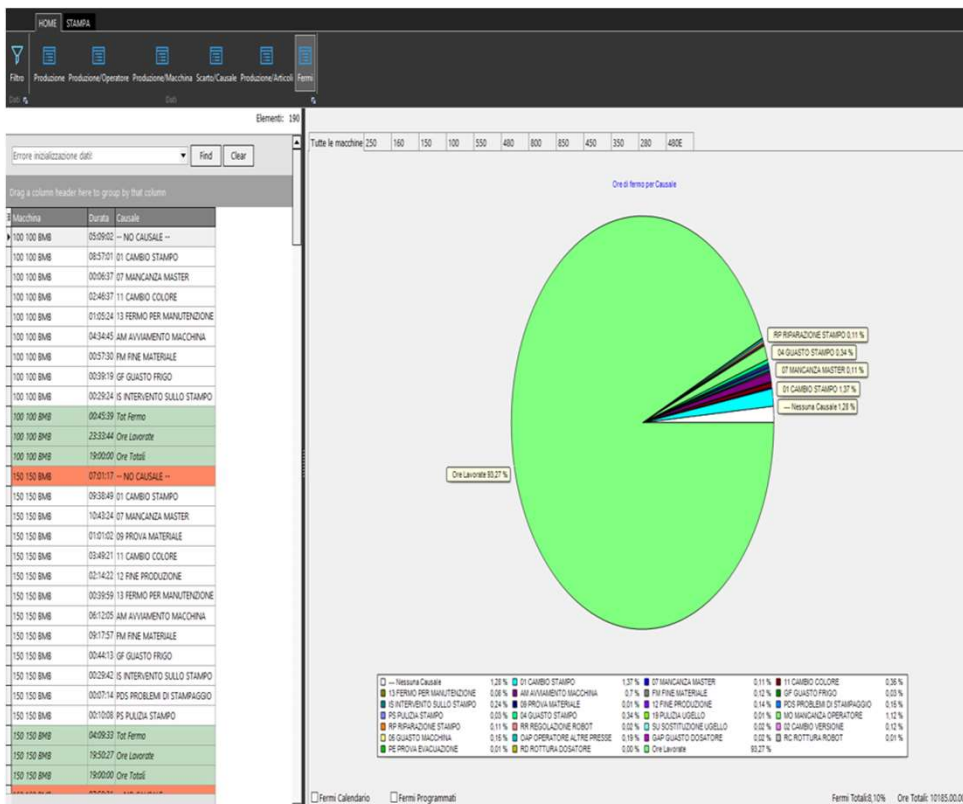 HOME STAMPA
Filtro Produzione Produzione/Operatore Produzione/Macchina Scarto/Causale Produzione/Articoli Fermi
Dati Dati
Elementi: 190
Errore inizializzazione dati! Find Clear
Drag a column header here to group by that column
Macchina Durata Causale
100 100 BMB 05:09:02 -- NO CAUSALE --
100 100 BMB 08:57:01 01 CAMBIO STAMPO
100 100 BMB 00:06:37 07 MANCANZA MASTER
100 100 BMB 02:46:37 11 CAMBIO COLORE
100 100 BMB 01:05:24 13 FERMO PER MANUTENZIONE
100 100 BMB 04:34:45 AM AVVIAMENTO MACCHINA
100 100 BMB 00:57:30 FM FINE MATERIALE
100 100 BMB 00:39:19 GF GUASTO FRIGO
100 100 BMB 00:29:24 IS INTERVENTO SULLO STAMPO
100 100 BMB 00:45:39 Tot Fermo
100 100 BMB 23:33:44 Ore Lavorate
100 100 BMB 19:00:00 Ore Totali
150 150 BMB 07:01:17 -- NO CAUSALE --
150 150 BMB 09:38:49 01 CAMBIO STAMPO
150 150 BMB 10:43:24 07 MANCANZA MASTER
150 150 BMB 01:01:02 09 PROVA MATERIALE
150 150 BMB 03:49:21 11 CAMBIO COLORE
150 150 BMB 02:14:22 12 FINE PRODUZIONE
150 150 BMB 00:39:59 13 FERMO PER MANUTENZIONE
150 150 BMB 06:12:05 AM AVVIAMENTO MACCHINA
150 150 BMB 09:17:57 FM FINE MATERIALE
150 150 BMB 00:44:13 GF GUASTO FRIGO
150 150 BMB 00:29:42 IS INTERVENTO SULLO STAMPO
150 150 BMB 00:07:14 PDS PROBLEMI DI STAMPAGGIO
150 150 BMB 00:10:08 PS PULIZIA STAMPO
150 150 BMB 04:09:33 Tot Fermo
150 150 BMB 19:50:27 Ore Lavorate
150 150 BMB 19:00:00 Ore Totali
Tutte le macchine 250 160 150 100 550 480 800 850 450 350 280 480E
Ore di fermo per Causale
RP RIPARAZIONE STAMPO 0,11 %
04 GUASTO STAMPO 0,34 %
07 MANCANZA MASTER 0,11 %
01 CAMBIO STAMPO 1,37 %
--- Nessuna Causale 1,28 %
Ore Lavorate 93,27 %
--- Nessuna Causale 1,28 % 01 CAMBIO STAMPO 1,37 % 07 MANCANZA MASTER 0,11 % 11 CAMBIO COLORE 0,36 %
13 FERMO PER MANUTENZIONE 0,06 % AM AVVIAMENTO MACCHINA 0,7 % FM FINE MATERIALE 0,12 % GF GUASTO FRIGO 0,03 %
IS INTERVENTO SULLO STAMPO 0,24 % 09 PROVA MATERIALE 0,01 % 12 FINE PRODUZIONE 0,14 % PDS PROBLEMI DI STAMPAGGIO 0,15 %
PS PULIZIA STAMPO 0,03 % 04 GUASTO STAMPO 0,34 % 19 PULIZIA UGELLO 0,01 % MO MANCANZA OPERATORE 1,12 %
RP RIPARAZIONE STAMPO 0,11 % RR REGOLAZIONE ROBOT 0,02 % SU SOSTITUZIONE UGELLO 0,02 % 02 CAMBIO VERSIONE 0,12 %
05 GUASTO MACCHINA 0,15 % OAP OPERATORE ALTRE PRESSE 0,19 % GAP GUASTO DOSATORE 0,02 % RC ROTTURA ROBOT 0,01 %
PE PROVA EVACUAZIONE 0,01 % RD ROTTURA DOSATORE 0,00 % Ore Lavorate 93,27 %
Fermi Calendario Fermi Programmati Fermi Totali:8,10% Ore Totali: 10185.00.00